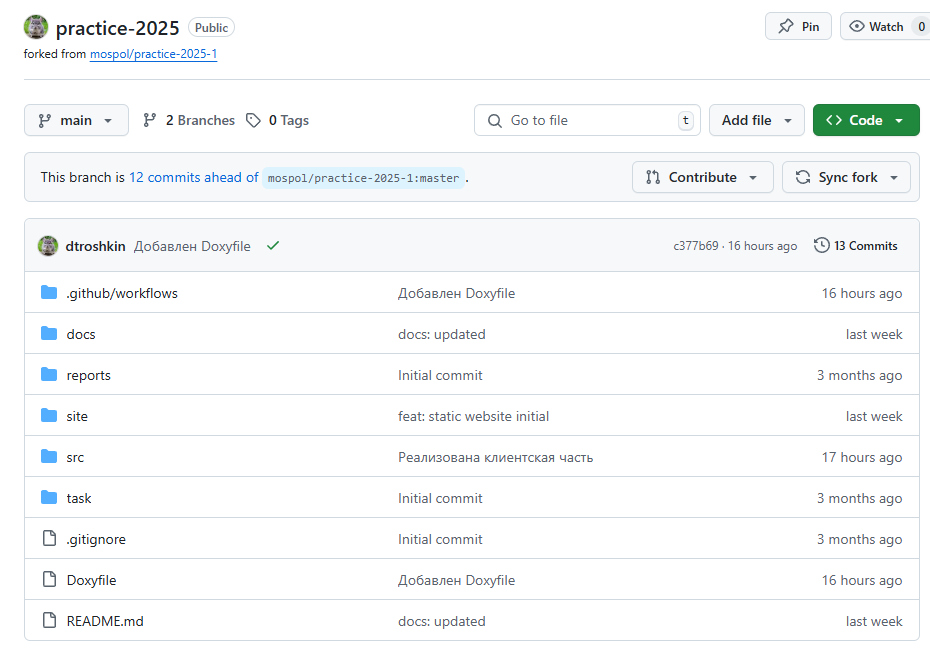 practice-2025 Public Pin Watch 0
forked from mospol/practice-2025-1
main 2 Branches 0 Tags Go to file t Add file Code
This branch is 12 commits ahead of mospol/practice-2025-1:master . Contribute Sync fork
dtroshkin Добавлен Doxyfile c377b69 · 16 hours ago 13 Commits
.github/workflows Добавлен Doxyfile 16 hours ago
docs docs: updated last week
reports Initial commit 3 months ago
site feat: static website initial last week
src Реализована клиентская часть 17 hours ago
task Initial commit 3 months ago
.gitignore Initial commit 3 months ago
Doxyfile Добавлен Doxyfile 16 hours ago
README.md docs: updated last week